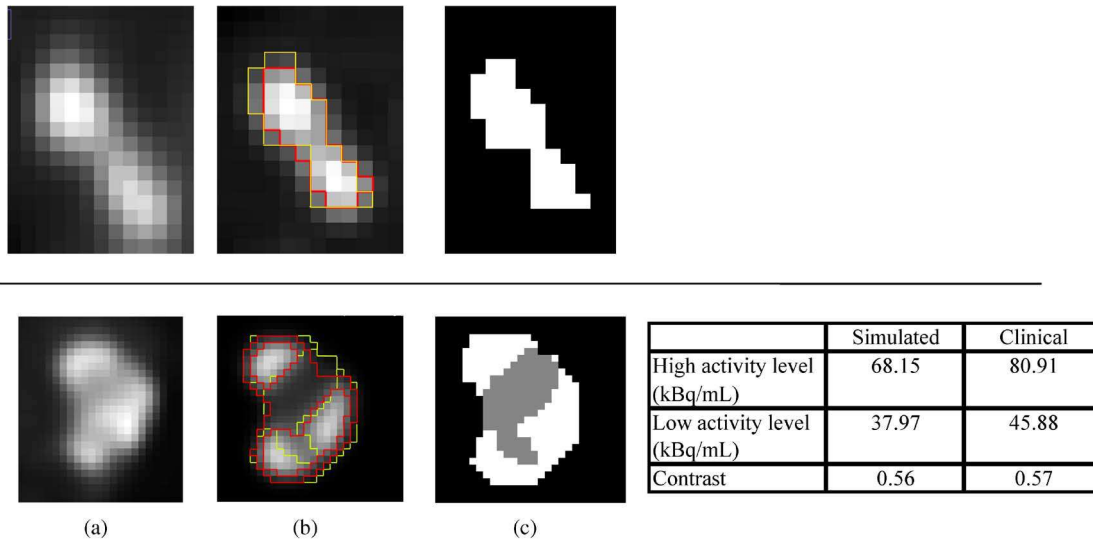 Simulated Clinical
High activity level 68.15 80.91
(kBq/mL)
Low activity level 37.97 45.88
(kBq/mL)
Contrast 0.56 0.57
(a) (b) (c)